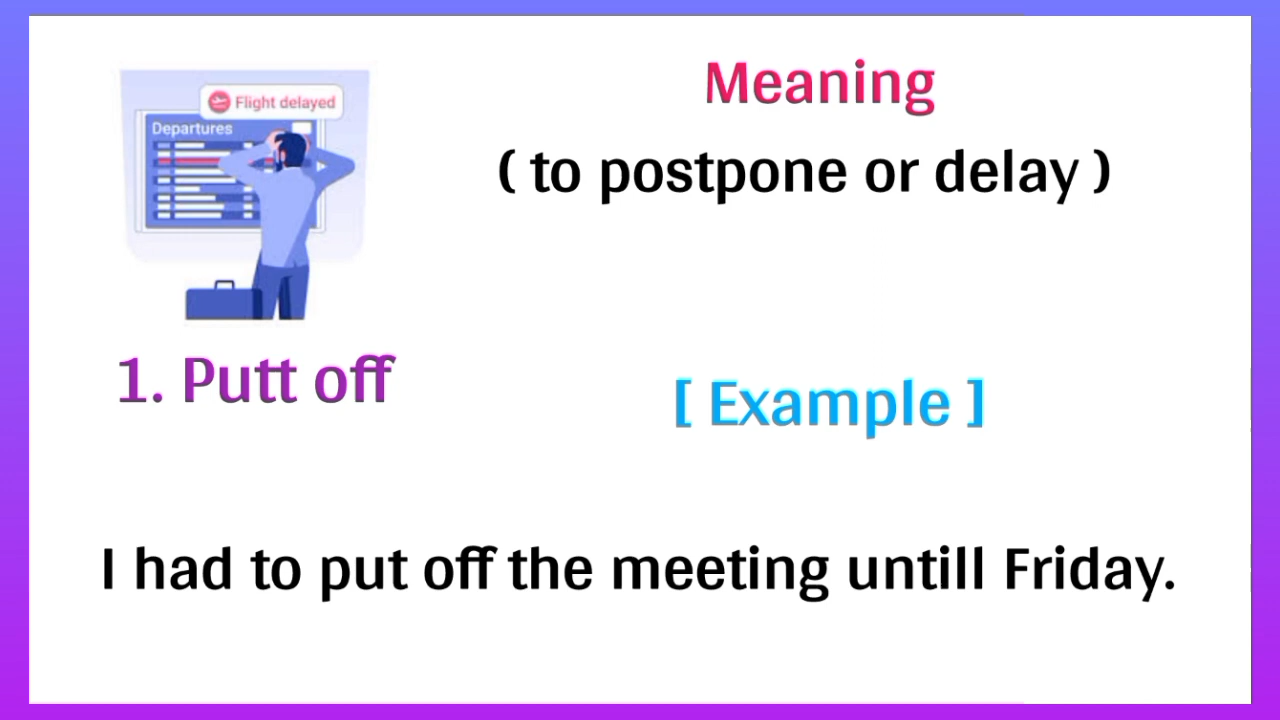 Flight delayed
Departures
Meaning
( to postpone or delay )
1. Putt off
[ Example ]
I had to put off the meeting untill Friday.